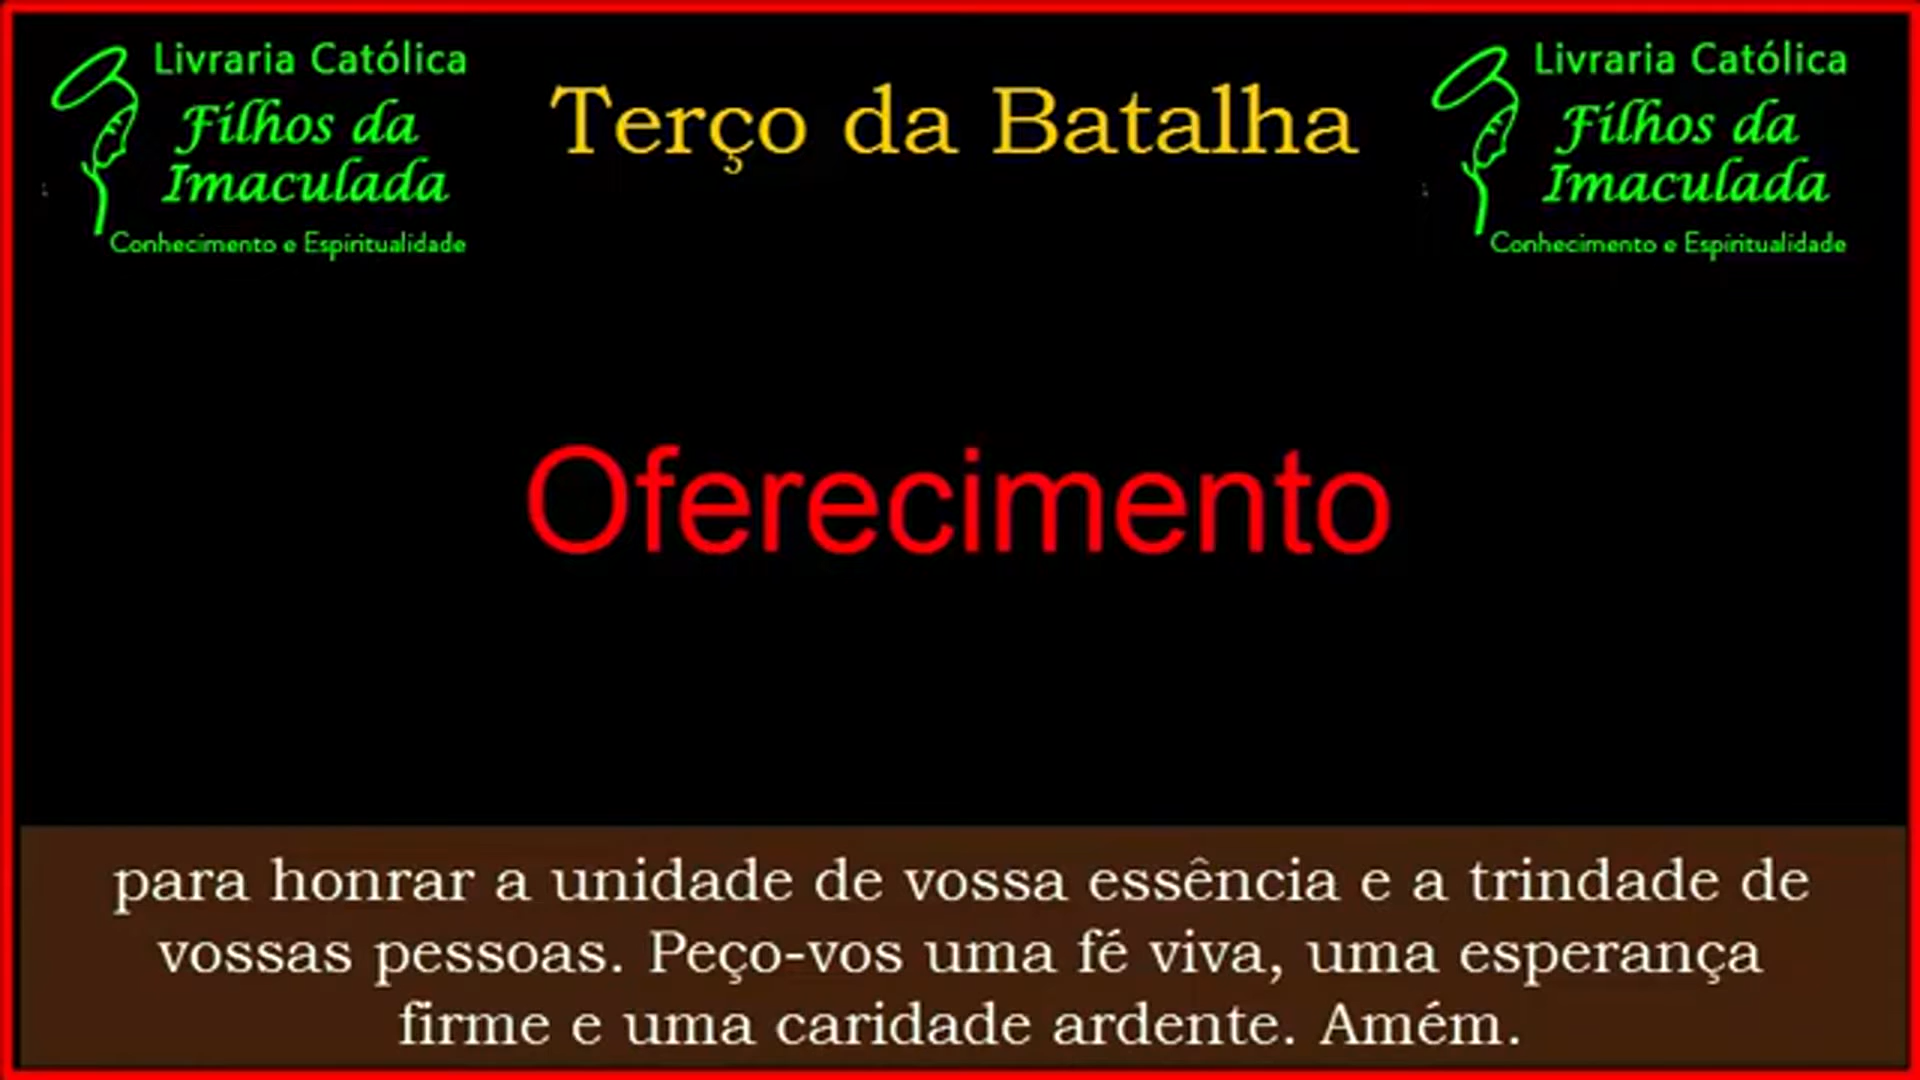 Livraria Católica
Filhos da
Imaculada
Conhecimento e Espiritualidade
Terço da Batalha
Livraria Católica
Filhos da
Imaculada
Conhecimento e Espiritualidade
Oferecimento
para honrar a unidade de vossa essência e a trindade de
vossas pessoas. Peço-vos uma fé viva, uma esperança
firme e uma caridade ardente. Amém.